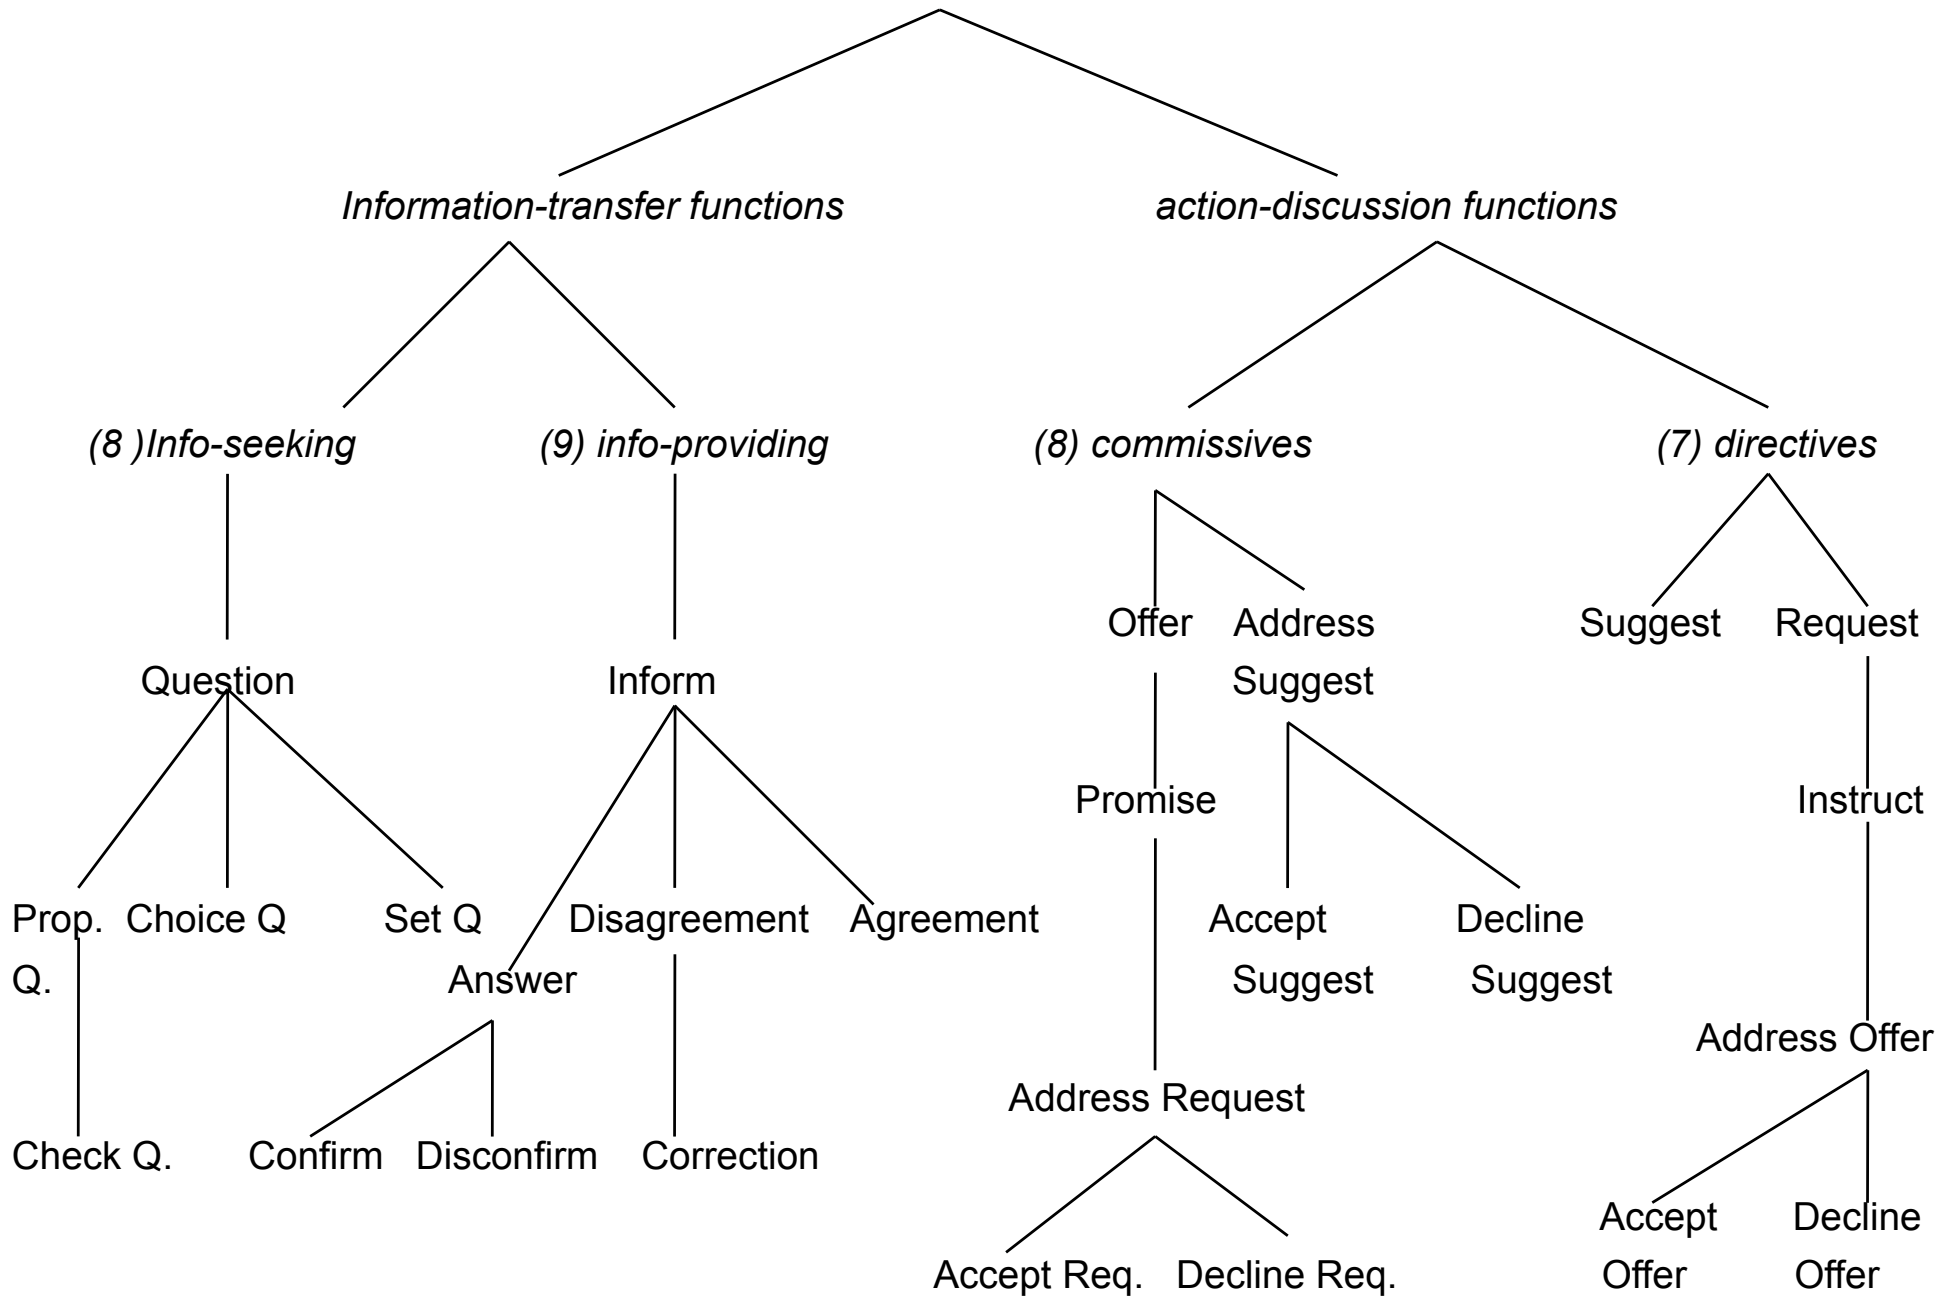 Information-transfer functions
action-discussion functions
(8 )Info-seeking
(9) info-providing
(8) commissives
(7) directives
Offer
Address
Suggest
Suggest
Request
Question
Inform
Promise
Instruct
Prop.
Q.
Choice Q
Set Q
Answer
Disagreement
Agreement
Accept
Suggest
Decline
Suggest
Address Offer
Address Request
Check Q.
Confirm
Disconfirm
Correction
Accept Req.
Decline Req.
Accept
Offer
Decline
Offer